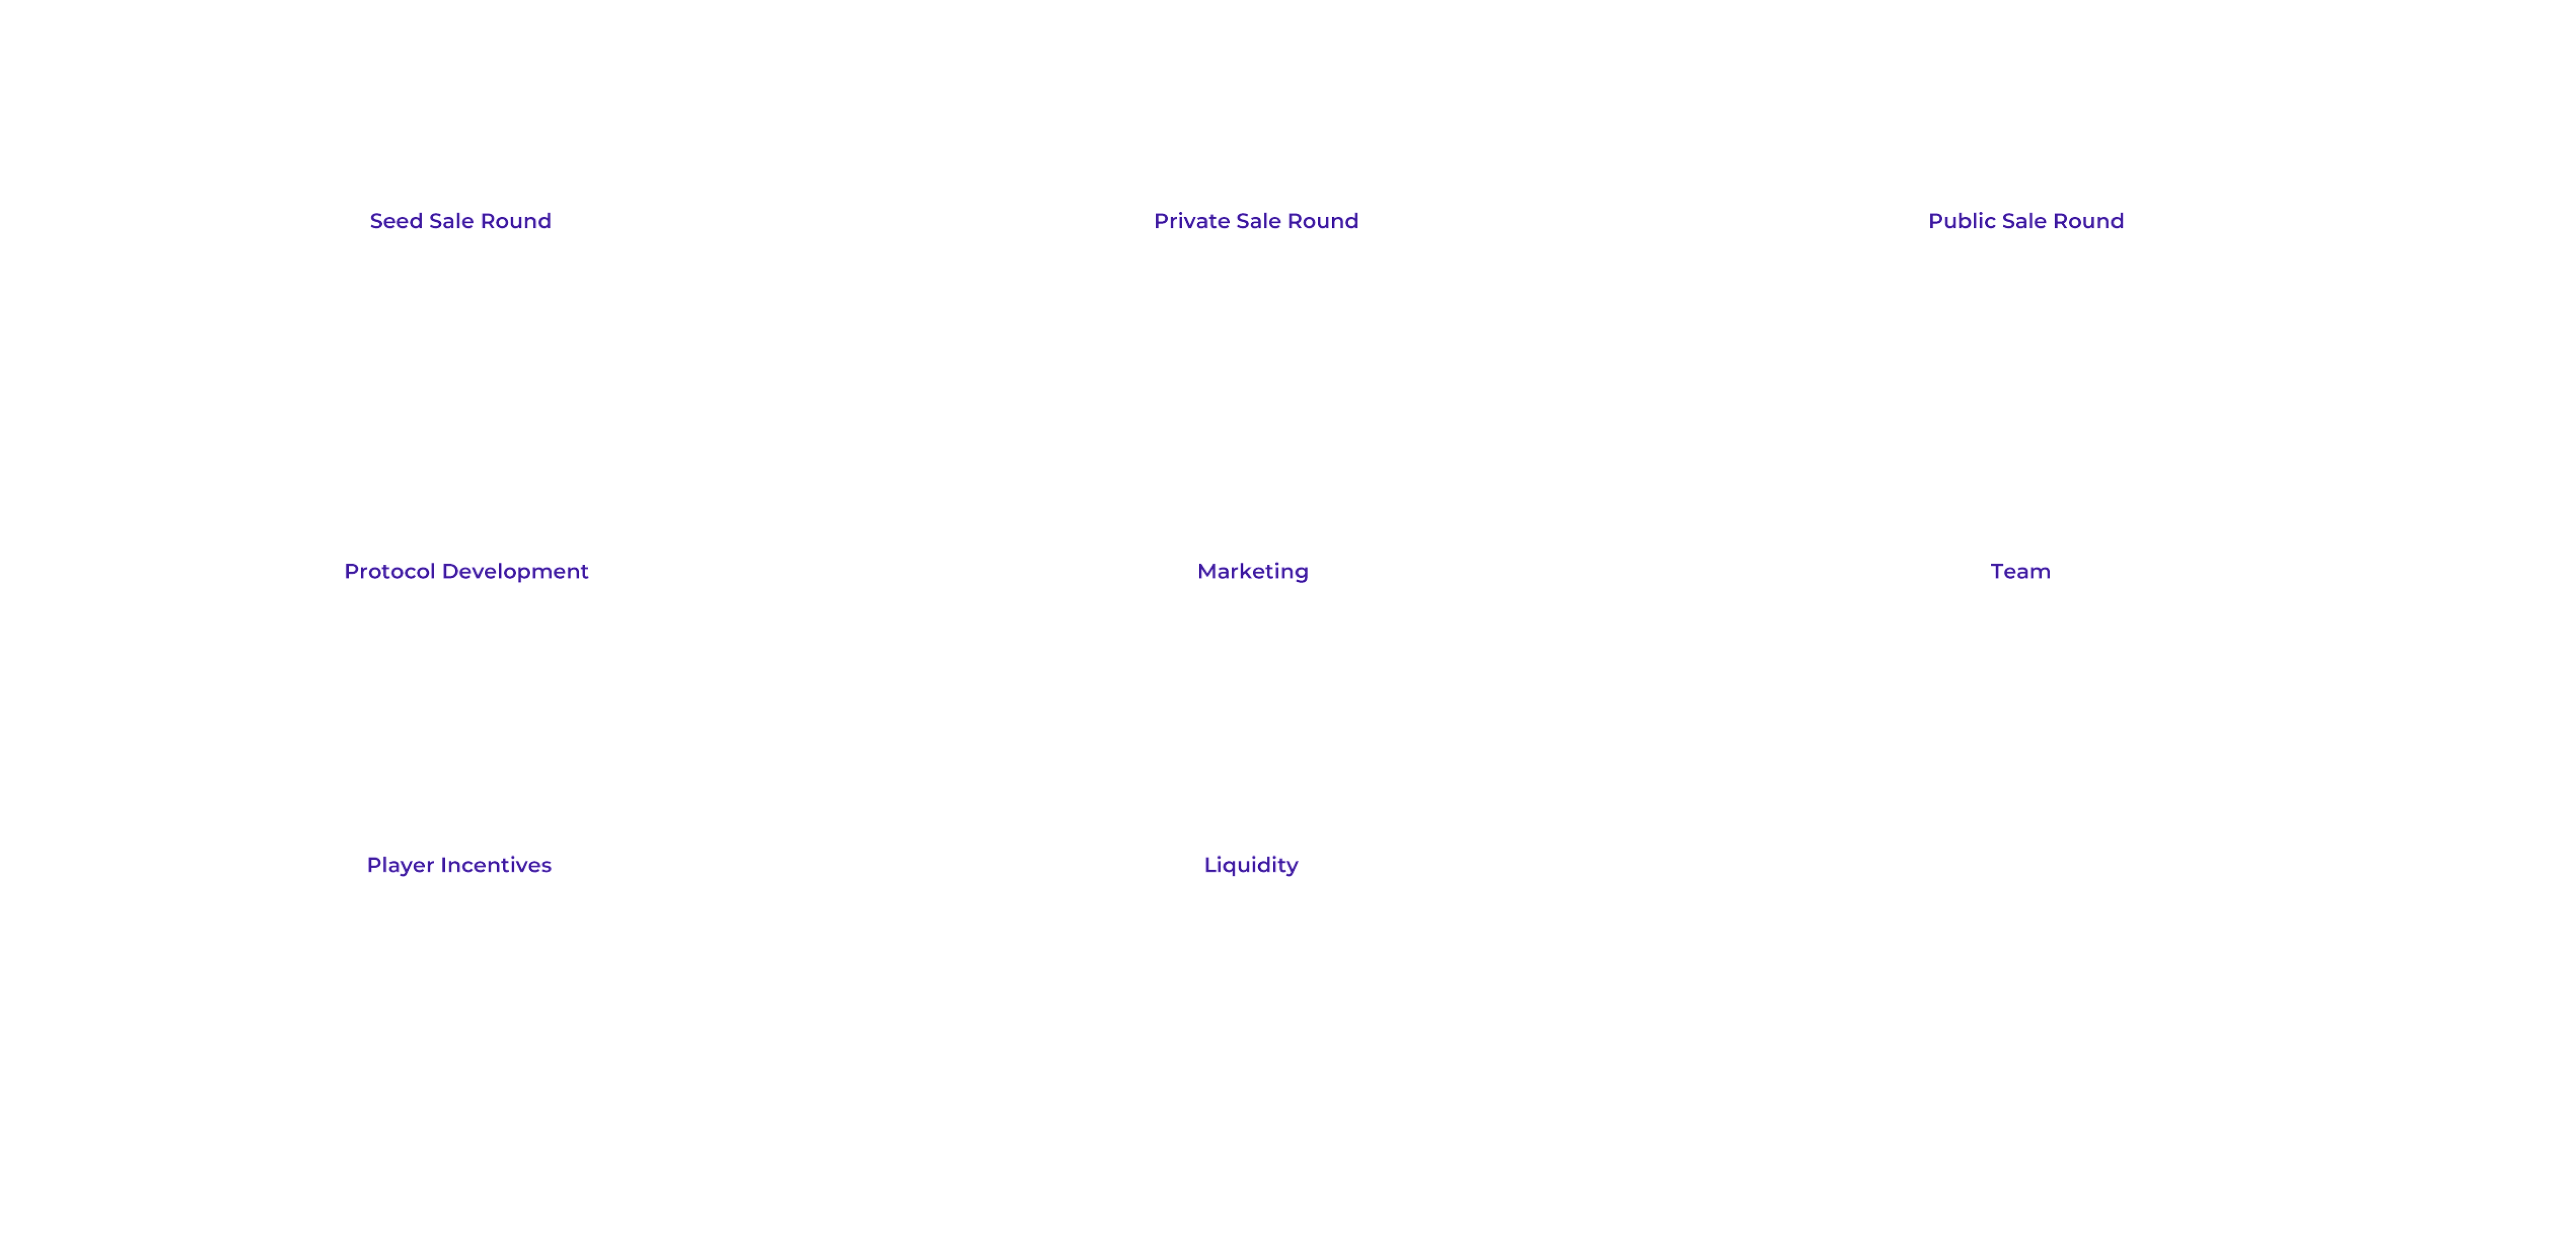 Seed Sale Round
Private Sale Round
Public Sale Round
Protocol Development
Marketing
Team
Player Incentives
Liquidity